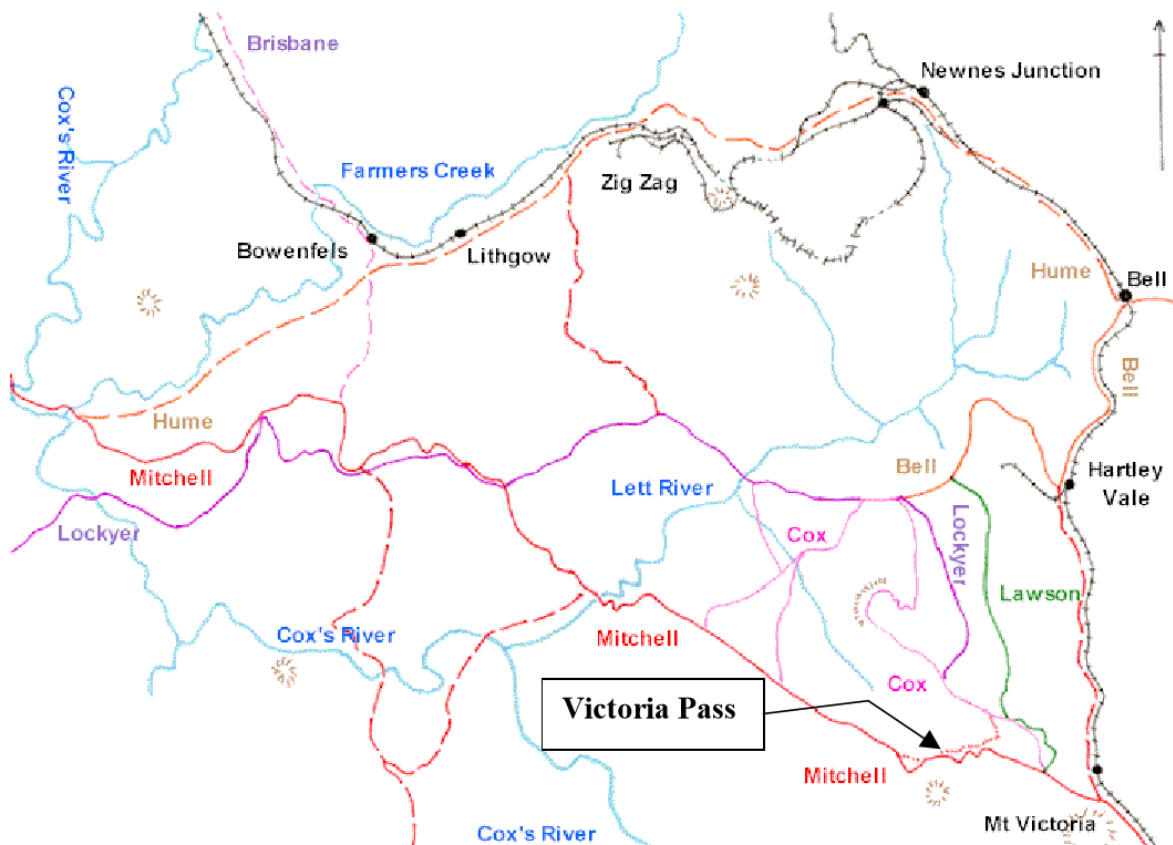 Brisbane
Newnes Junction
Cox's River
Farmers Creek
Zig Zag
Bowenfels
Lithgow
Hume
Bell
Bell
Hume
Mitchell
Bell
Hartley
Vale
Lett River
Lockyer
Cox
Lockyer
Lawson
Cox's River
Mitchell
Cox
Victoria Pass
Mitchell
Mt Victoria
Cox's River